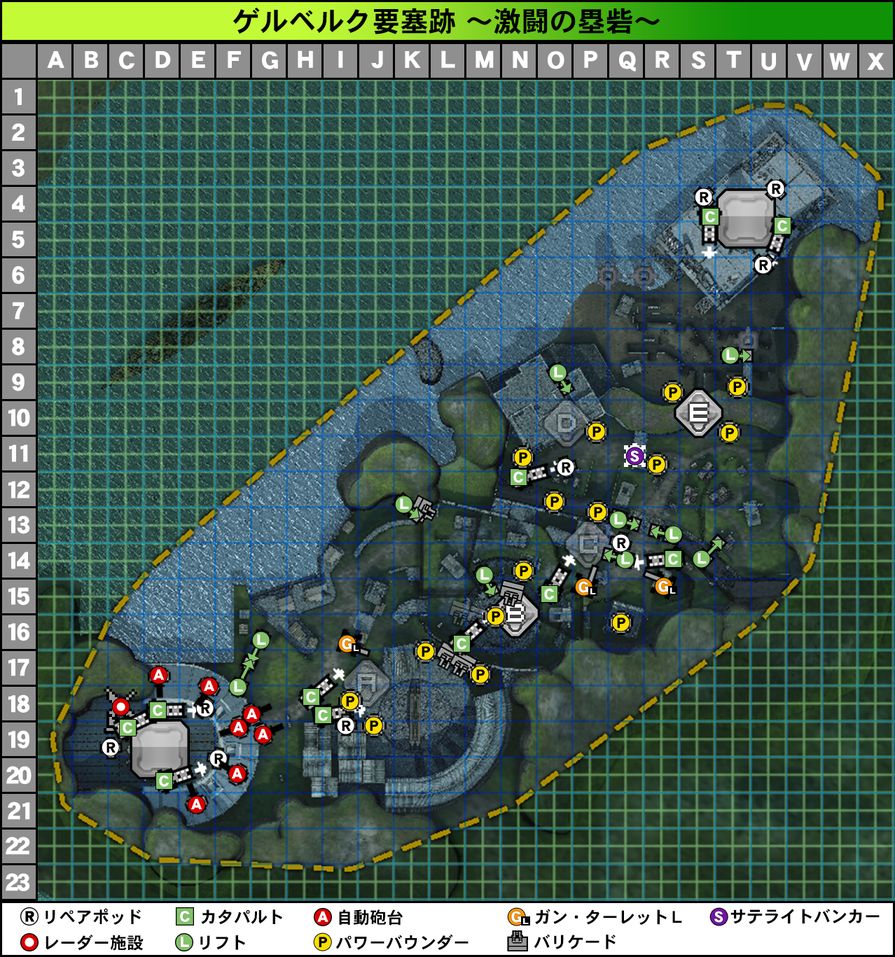 ゲルベルク要塞跡 ～激闘の塁砦～
A B C D E F G H I J K L M N O P Q R S T U V W X
1
2
3
4
R R
C
C
5
R
6
7
8
L
9
L
P P
E
10
D
P P
11
P
S
P
C R
12
L
P
P
13
L
L
C
R
14
L C L
L P
15
C
GL GL
B
16
P
P
L
GL
C
17
P
P
A
A
L
A
18
C
P
R
C
A
C
R
P
19
C
A
A
R
R
20
A
C
21
A
22
23
R リペアポッド C カタパルト A 自動砲台 GL ガン・ターレットL S サテライトバンカー
レーダー施設 L リフト P パワーバウンダー バリケード